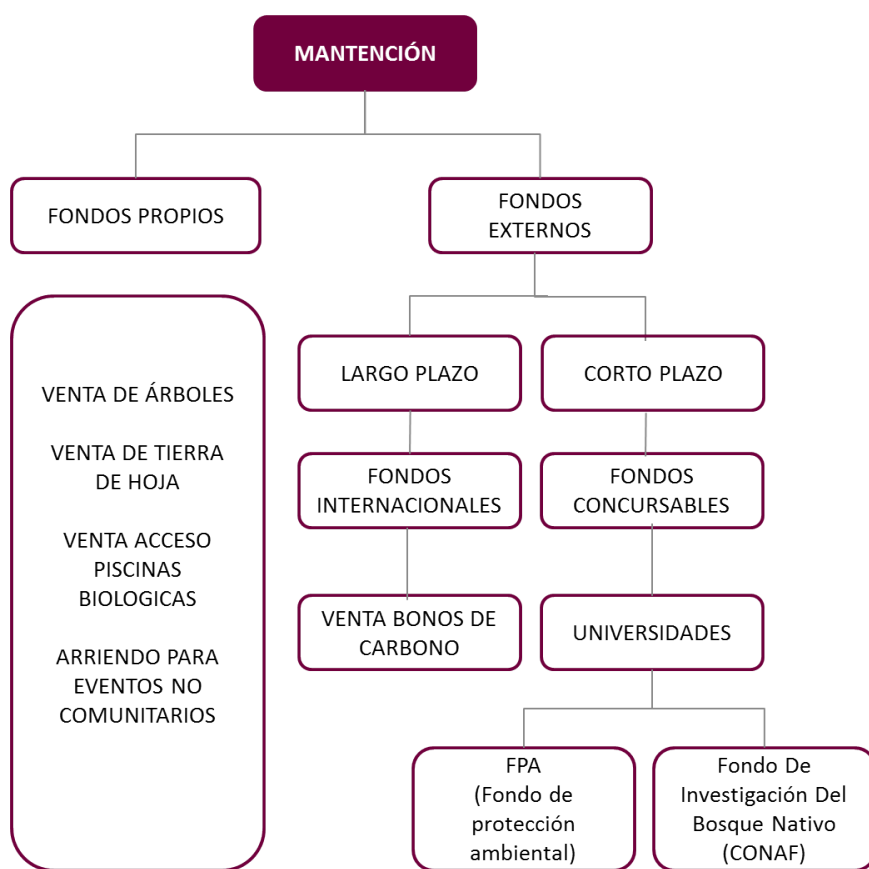 MANTENCIÓN
FONDOS PROPIOS
FONDOS
EXTERNOS
VENTA DE ÁRBOLES
VENTA DE TIERRA
DE HOJA
VENTA ACCESO
PISCINAS
BIOLOGICAS
ARRIENDO PARA
EVENTOS NO
COMUNITARIOS
LARGO PLAZO
CORTO PLAZO
FONDOS
INTERNACIONALES
FONDOS
CONCURSABLES
VENTA BONOS DE
CARBONO
UNIVERSIDADES
FPA
(Fondo de
protección
ambiental)
Fondo De
Investigación Del
Bosque Nativo
(CONAF)